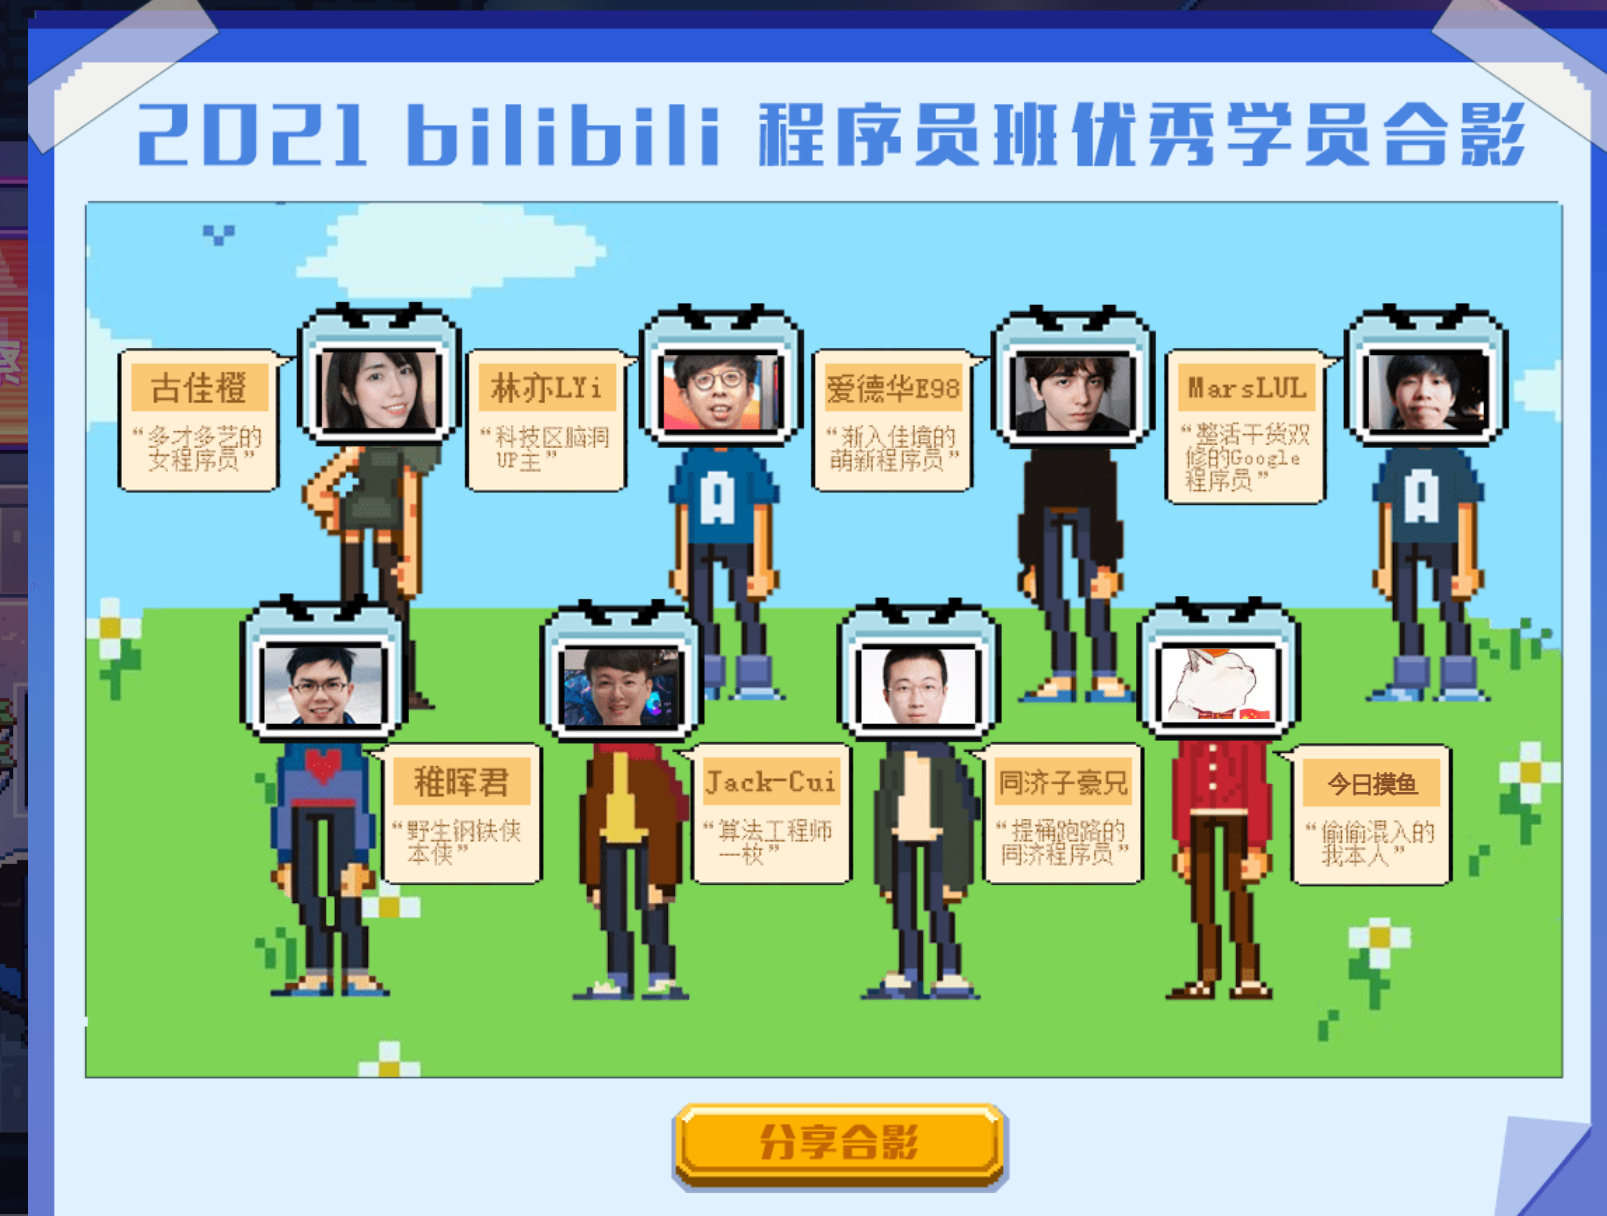 2021 bilibili 程序员班优秀学员合影
古佳橙
“多才多艺的
女程序员”
林亦LYi
“科技区脑洞
UP主”
爱德华E98
“渐入佳境的
萌新程序员”
MarsLUL
“整活干货双
修的Google
程序员”
A
A
稚晖君
“野生钢铁侠
本侠”
Jack-Cui
“算法工程师
一枚”
同济子豪兄
“提桶跑路的
同济程序员”
今日摸鱼
“偷偷混入的
我本人”
分享合影